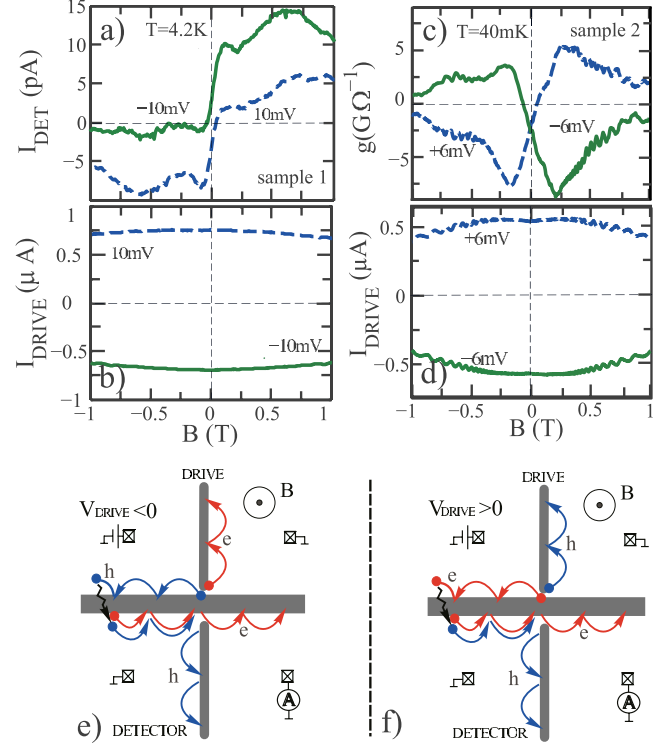 a) T=4.2K
15
10
5
0
−5
I_DET (pA)
−10mV
10mV
sample 1
c) T=40mK
sample 2
5
0
−5
g(GΩ⁻¹)
+6mV
−6mV
1
0.75
0
−0.5
−1
I_DRIVE (μ A)
10mV
−10mV
b)
−1 −0.5 0 0.5 1
B (T)
0.5
0
−0.5
I_DRIVE (μA)
+6mV
−6mV
d)
−1 −0.5 0 0.5 1
B (T)
DRIVE
V_DRIVE <0
B
e
h
e
h
A
e)
DETECTOR
DRIVE
V_DRIVE >0
B
h
e
e
h
A
f)
DETECTOR